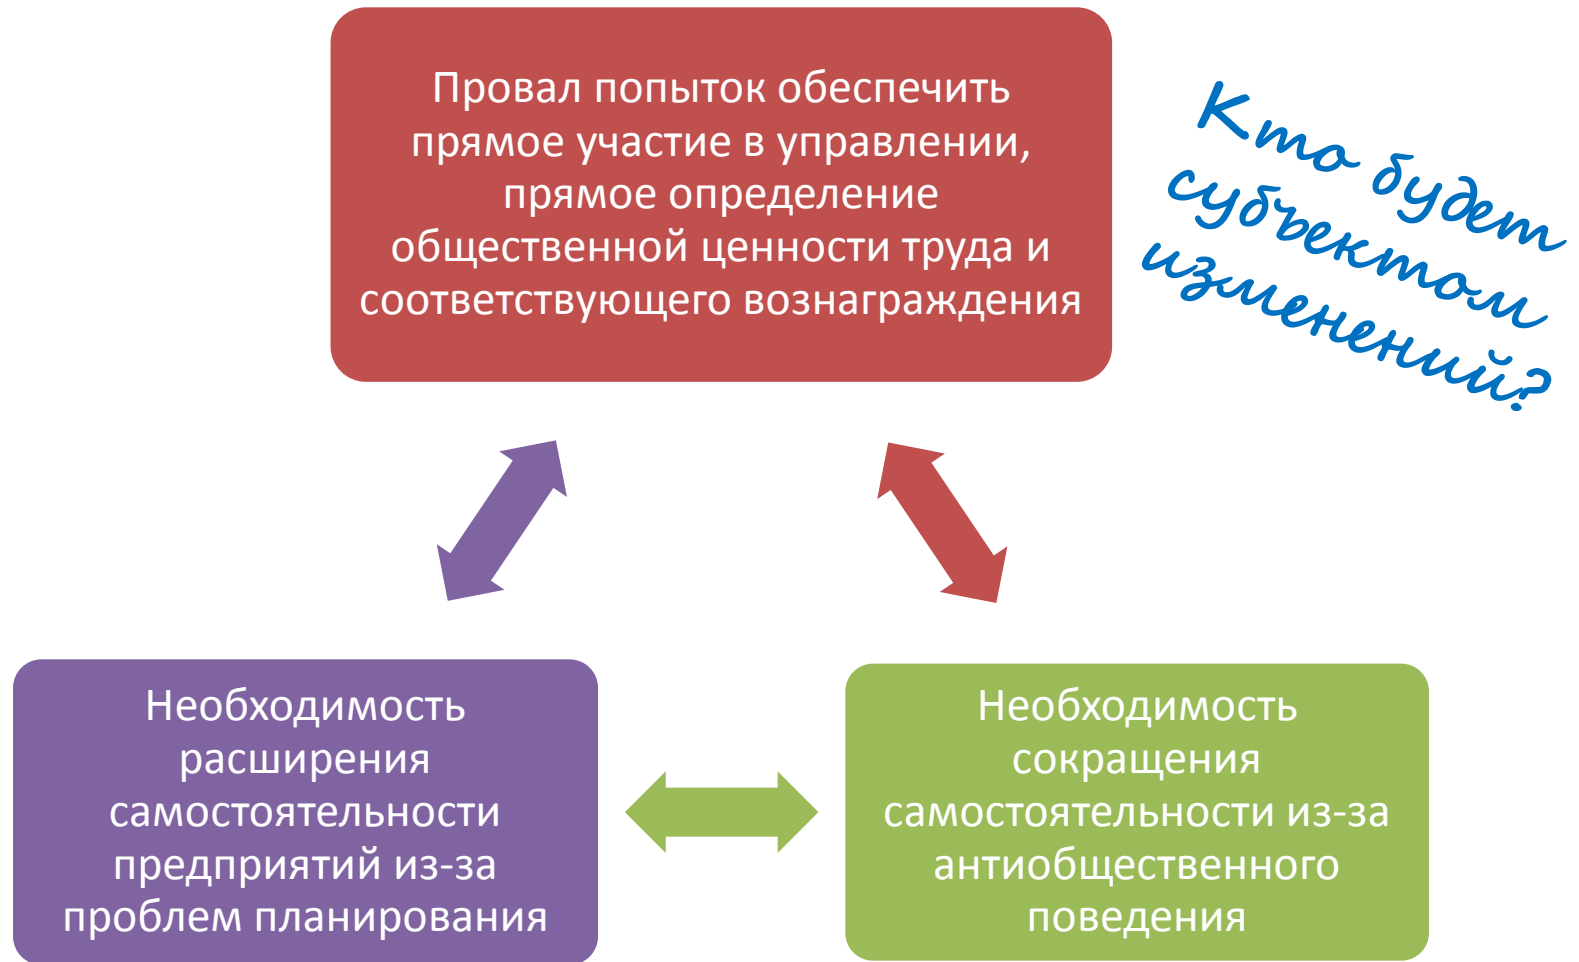 Провал попыток обеспечить
прямое участие в управлении,
прямое определение
общественной ценности труда и
соответствующего вознаграждения
Кто будет
субъектом
изменений?
Необходимость
расширения
самостоятельности
предприятий из-за
проблем планирования
Необходимость
сокращения
самостоятельности из-за
антиобщественного
поведения